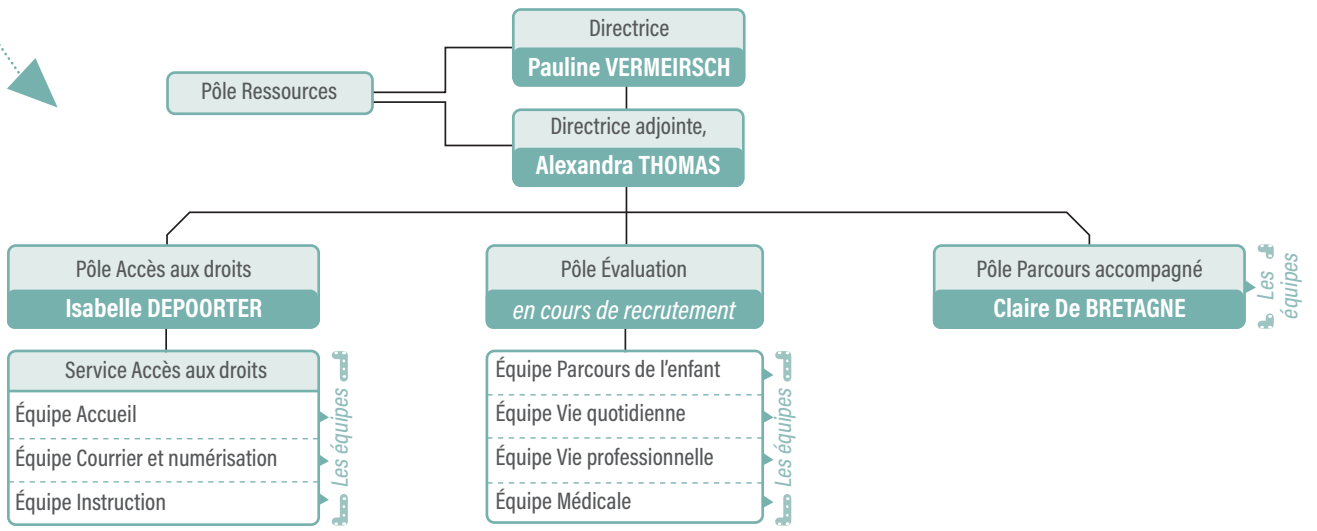 Directrice
Pauline VERMEIRSCH
Pôle Ressources
Directrice adjointe,
Alexandra THOMAS
Pôle Accès aux droits
Isabelle DEPOORTER
Service Accès aux droits
Équipe Accueil
Équipe Courrier et numérisation
Équipe Instruction
Les équipes
Pôle Évaluation
en cours de recrutement
Équipe Parcours de l'enfant
Équipe Vie quotidienne
Équipe Vie professionnelle
Équipe Médicale
Les équipes
Pôle Parcours accompagné
Claire De BRETAGNE
Les
équipes